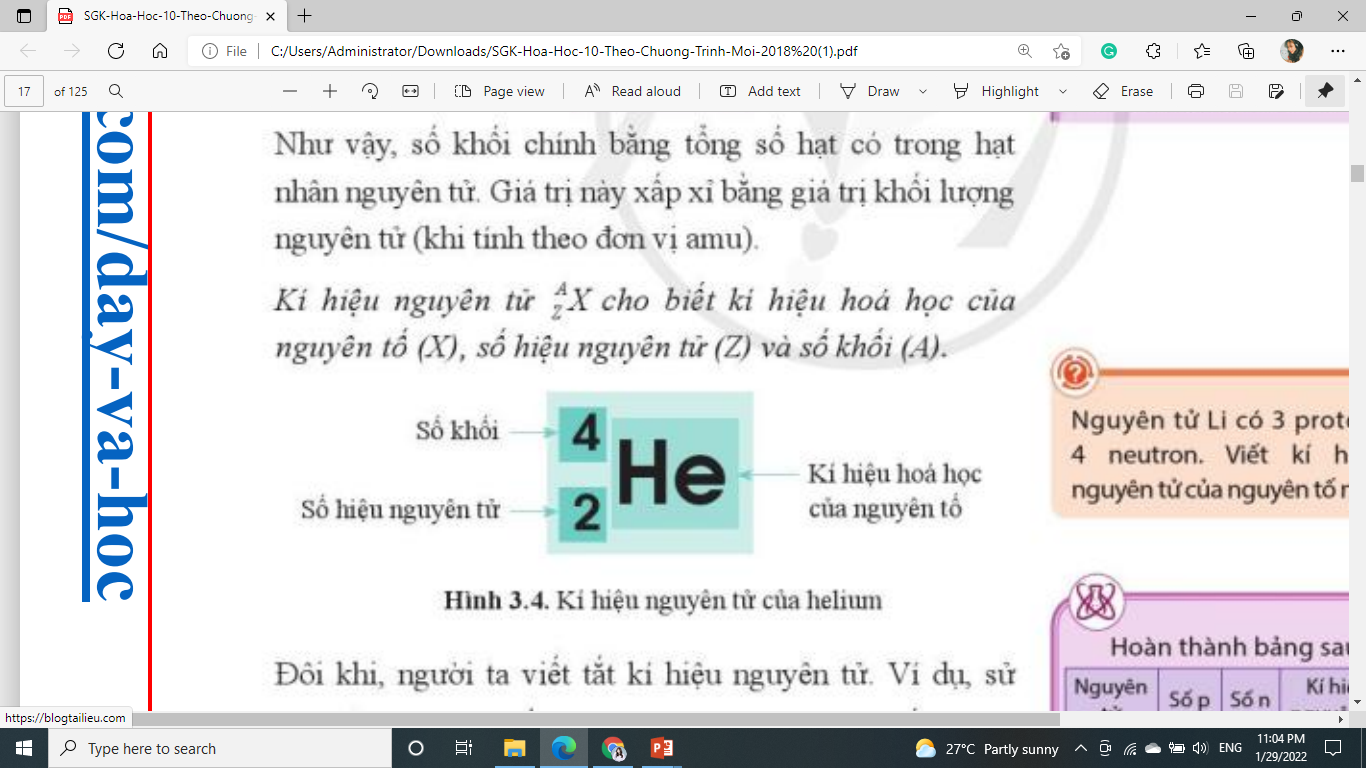 SGK-Hoa-Hoc-10-Theo-Chuong-
File
C:/Users/Administrator/Downloads/SGK-Hoa-Hoc-10-Theo-Chuong-Trinh-Moi-2018%20(1).pdf
17 of 125
Page view
Read aloud
Add text
Draw
Highlight
Erase
com/day-va-hoc
Như vậy, số khối chính bằng tổng số hạt có trong hạt
nhân nguyên tử. Giá trị này xấp xỉ bằng giá trị khối lượng
nguyên tử (khi tính theo đơn vị amu).
Kí hiệu nguyên tử ᴬ_Z X cho biết kí hiệu hoá học của
nguyên tố (X), số hiệu nguyên tử (Z) và số khối (A).
Số khối
4
He
Kí hiệu hoá học
của nguyên tố
Số hiệu nguyên tử
2
Hình 3.4. Kí hiệu nguyên tử của helium
Đôi khi, người ta viết tắt kí hiệu nguyên tử. Ví dụ, sử
Nguyên tử Li có 3 prot
4 neutron. Viết kí h
nguyên tử của nguyên tố
Hoàn thành bảng sau
Nguyên
Số p
Số n
Kí hi
https://blogtailieu.com
Type here to search
27°C Partly sunny
ENG
11:04 PM
1/29/2022